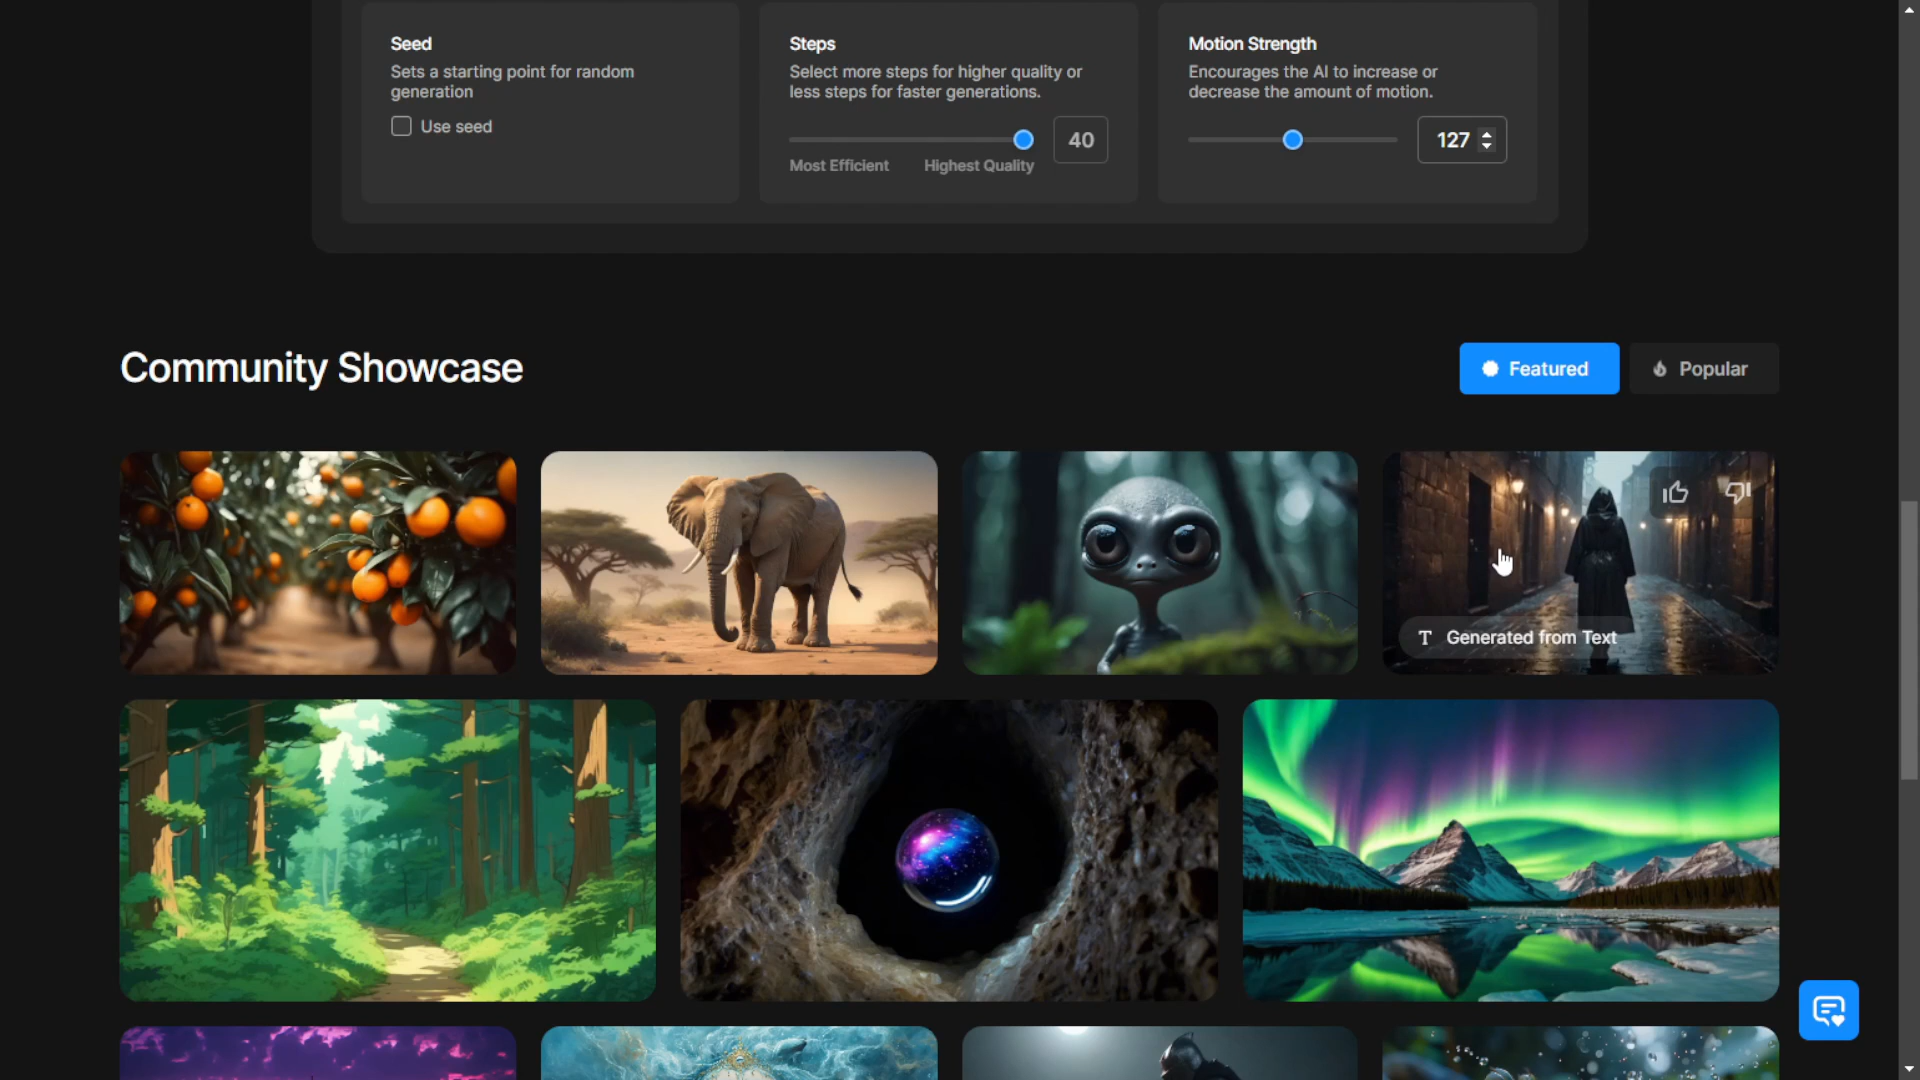 Seed
Sets a starting point for random
generation
Use seed
Steps
Select more steps for higher quality or
less steps for faster generations.
40
Most Efficient
Highest Quality
Motion Strength
Encourages the AI to increase or
decrease the amount of motion.
127
Community Showcase
Featured
Popular
T Generated from Text